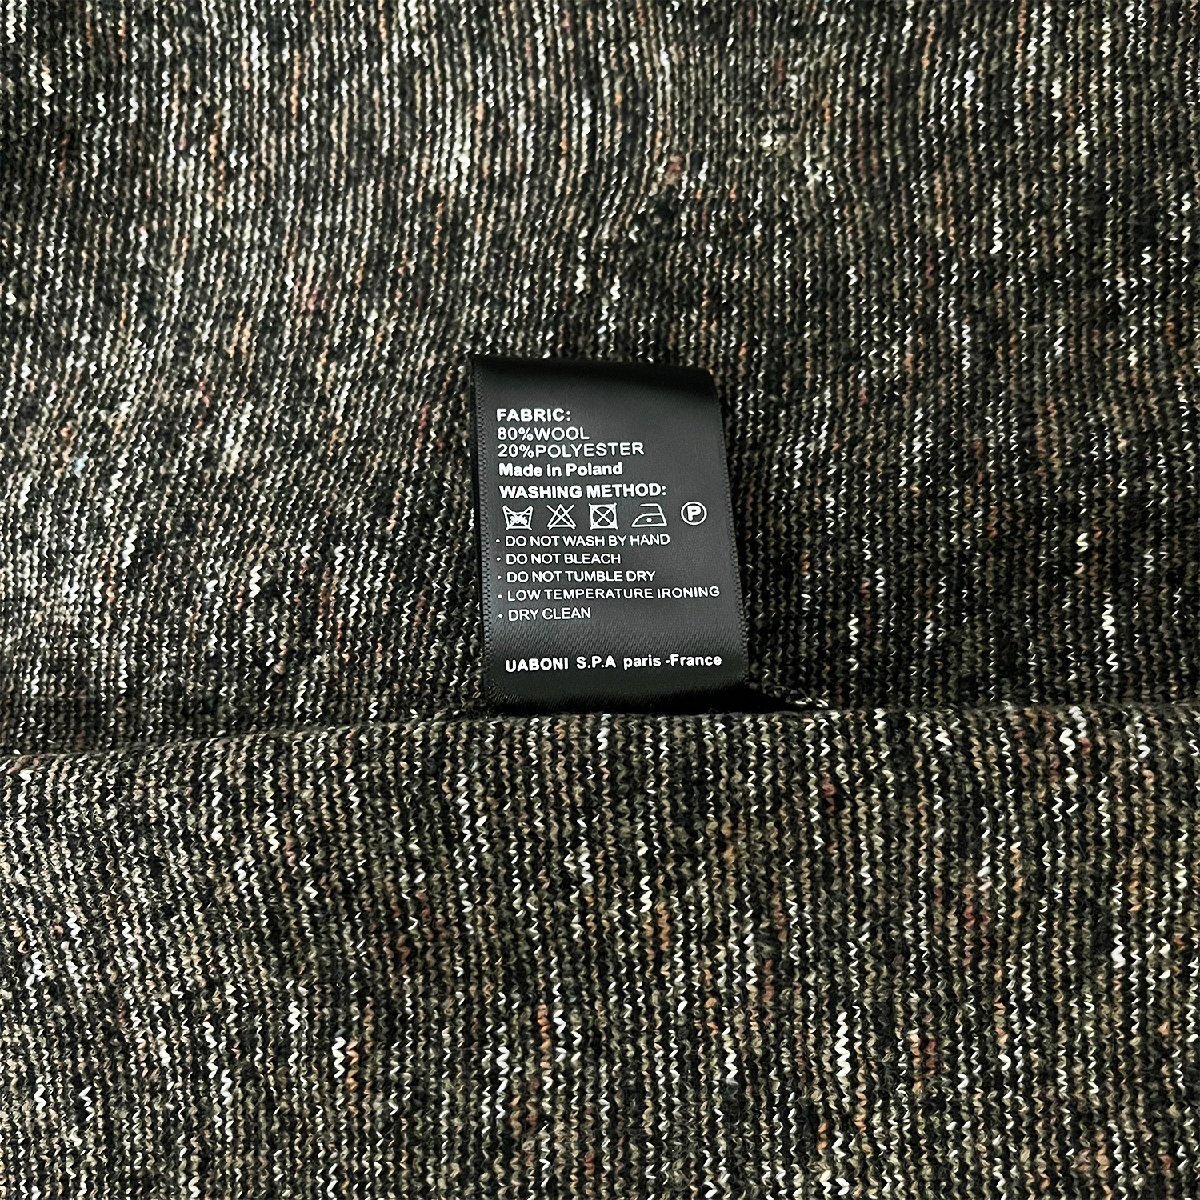 FABRIC:
80%WOOL
20%POLYESTER
Made in Poland
WASHING METHOD:
P
· DO NOT WASH BY HAND
· DO NOT BLEACH
· DO NOT TUMBLE DRY
· LOW TEMPERATURE IRONING
· DRY CLEAN
UABONI S.P.A paris -France